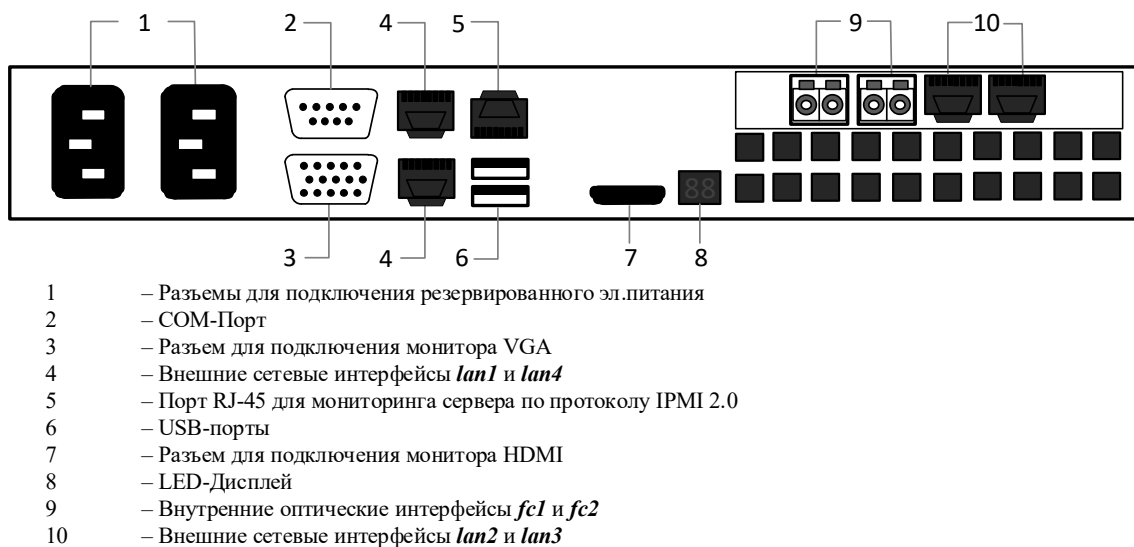 1 2 4 5 9 10
88
3 4 6 7 8
1 – Разъемы для подключения резервированного эл.питания
2 – COM-Порт
3 – Разъем для подключения монитора VGA
4 – Внешние сетевые интерфейсы lan1 и lan4
5 – Порт RJ-45 для мониторинга сервера по протоколу IPMI 2.0
6 – USB-порты
7 – Разъем для подключения монитора HDMI
8 – LED-Дисплей
9 – Внутренние оптические интерфейсы fc1 и fc2
10 – Внешние сетевые интерфейсы lan2 и lan3